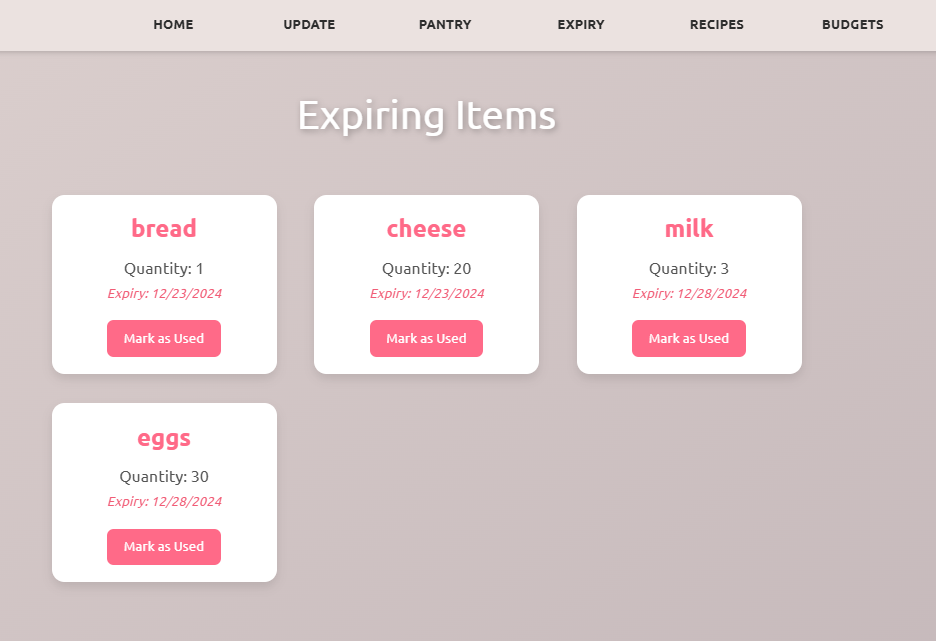 HOME UPDATE PANTRY EXPIRY RECIPES BUDGETS
Expiring Items
bread
Quantity: 1
Expiry: 12/23/2024
Mark as Used
cheese
Quantity: 20
Expiry: 12/23/2024
Mark as Used
milk
Quantity: 3
Expiry: 12/28/2024
Mark as Used
eggs
Quantity: 30
Expiry: 12/28/2024
Mark as Used